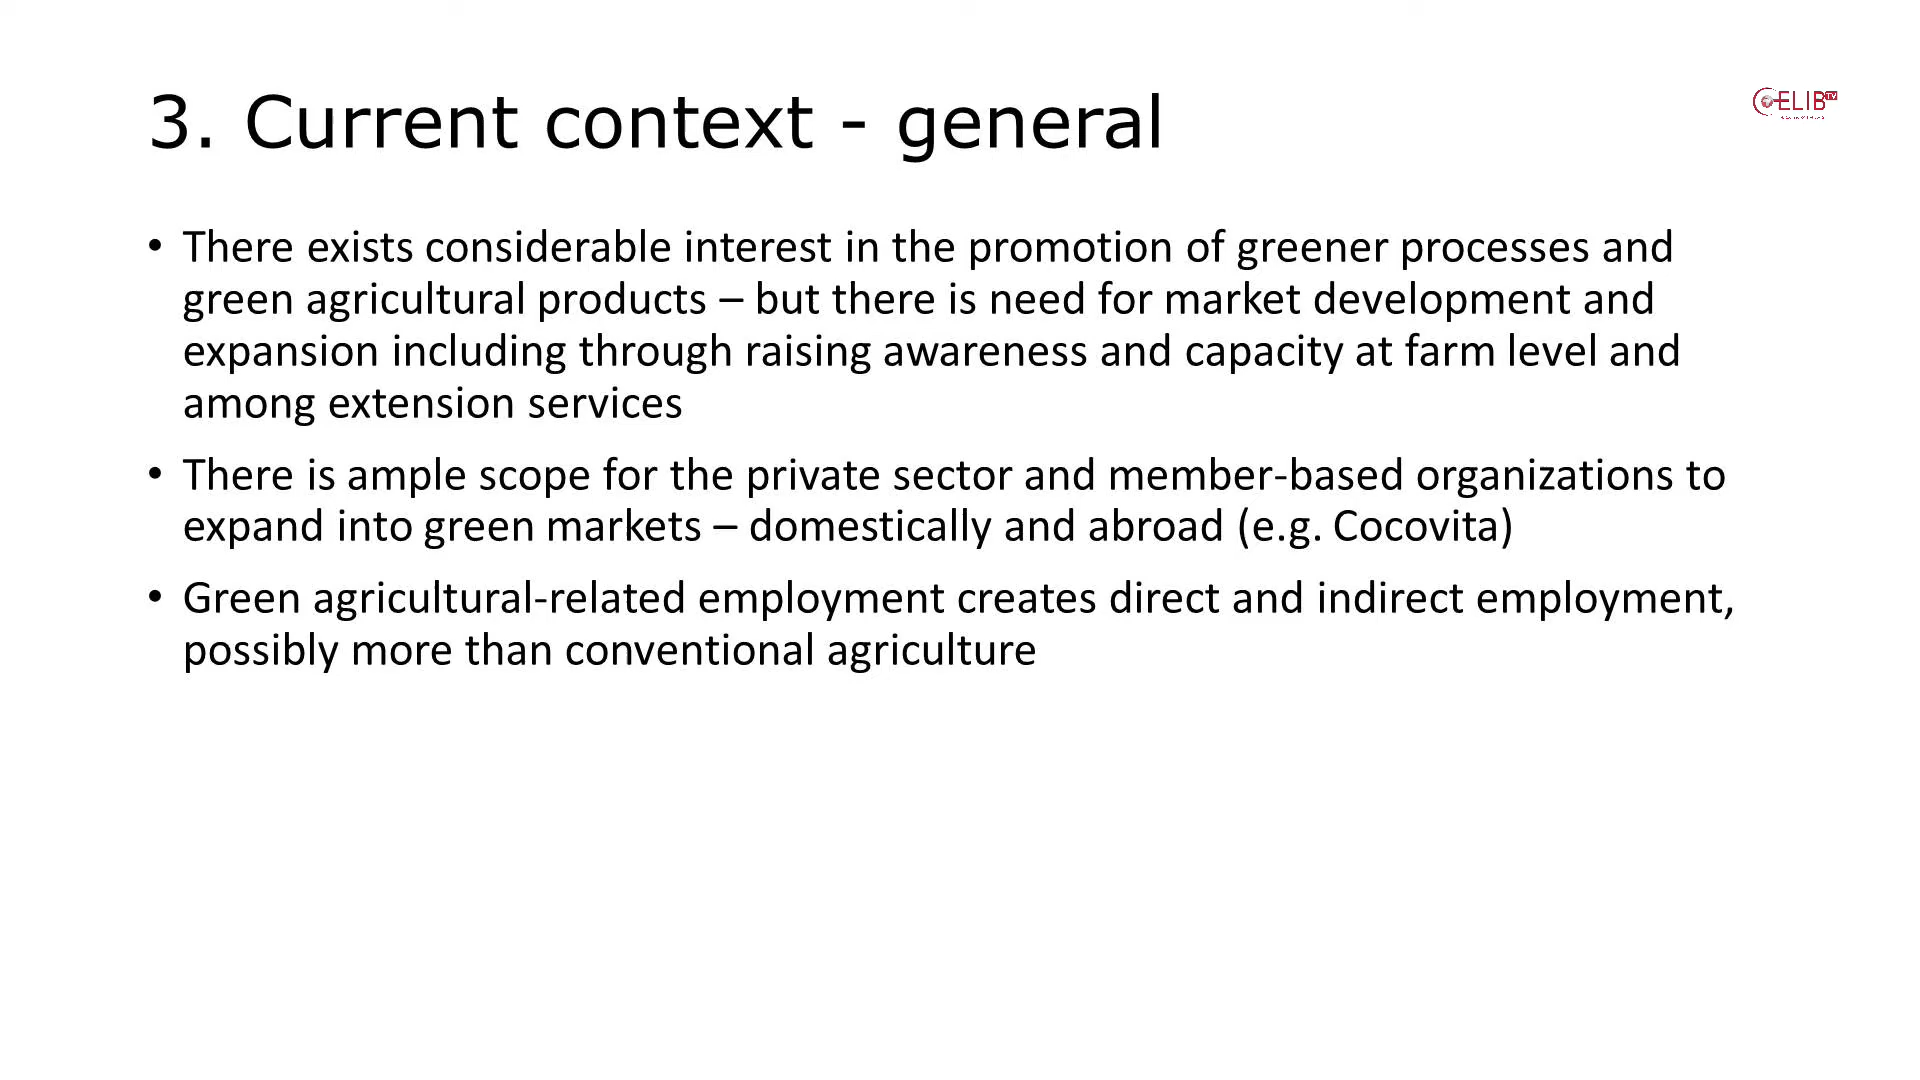 3. Current context - general
ELIB TV
• There exists considerable interest in the promotion of greener processes and
green agricultural products – but there is need for market development and
expansion including through raising awareness and capacity at farm level and
among extension services
• There is ample scope for the private sector and member-based organizations to
expand into green markets – domestically and abroad (e.g. Cocovita)
• Green agricultural-related employment creates direct and indirect employment,
possibly more than conventional agriculture